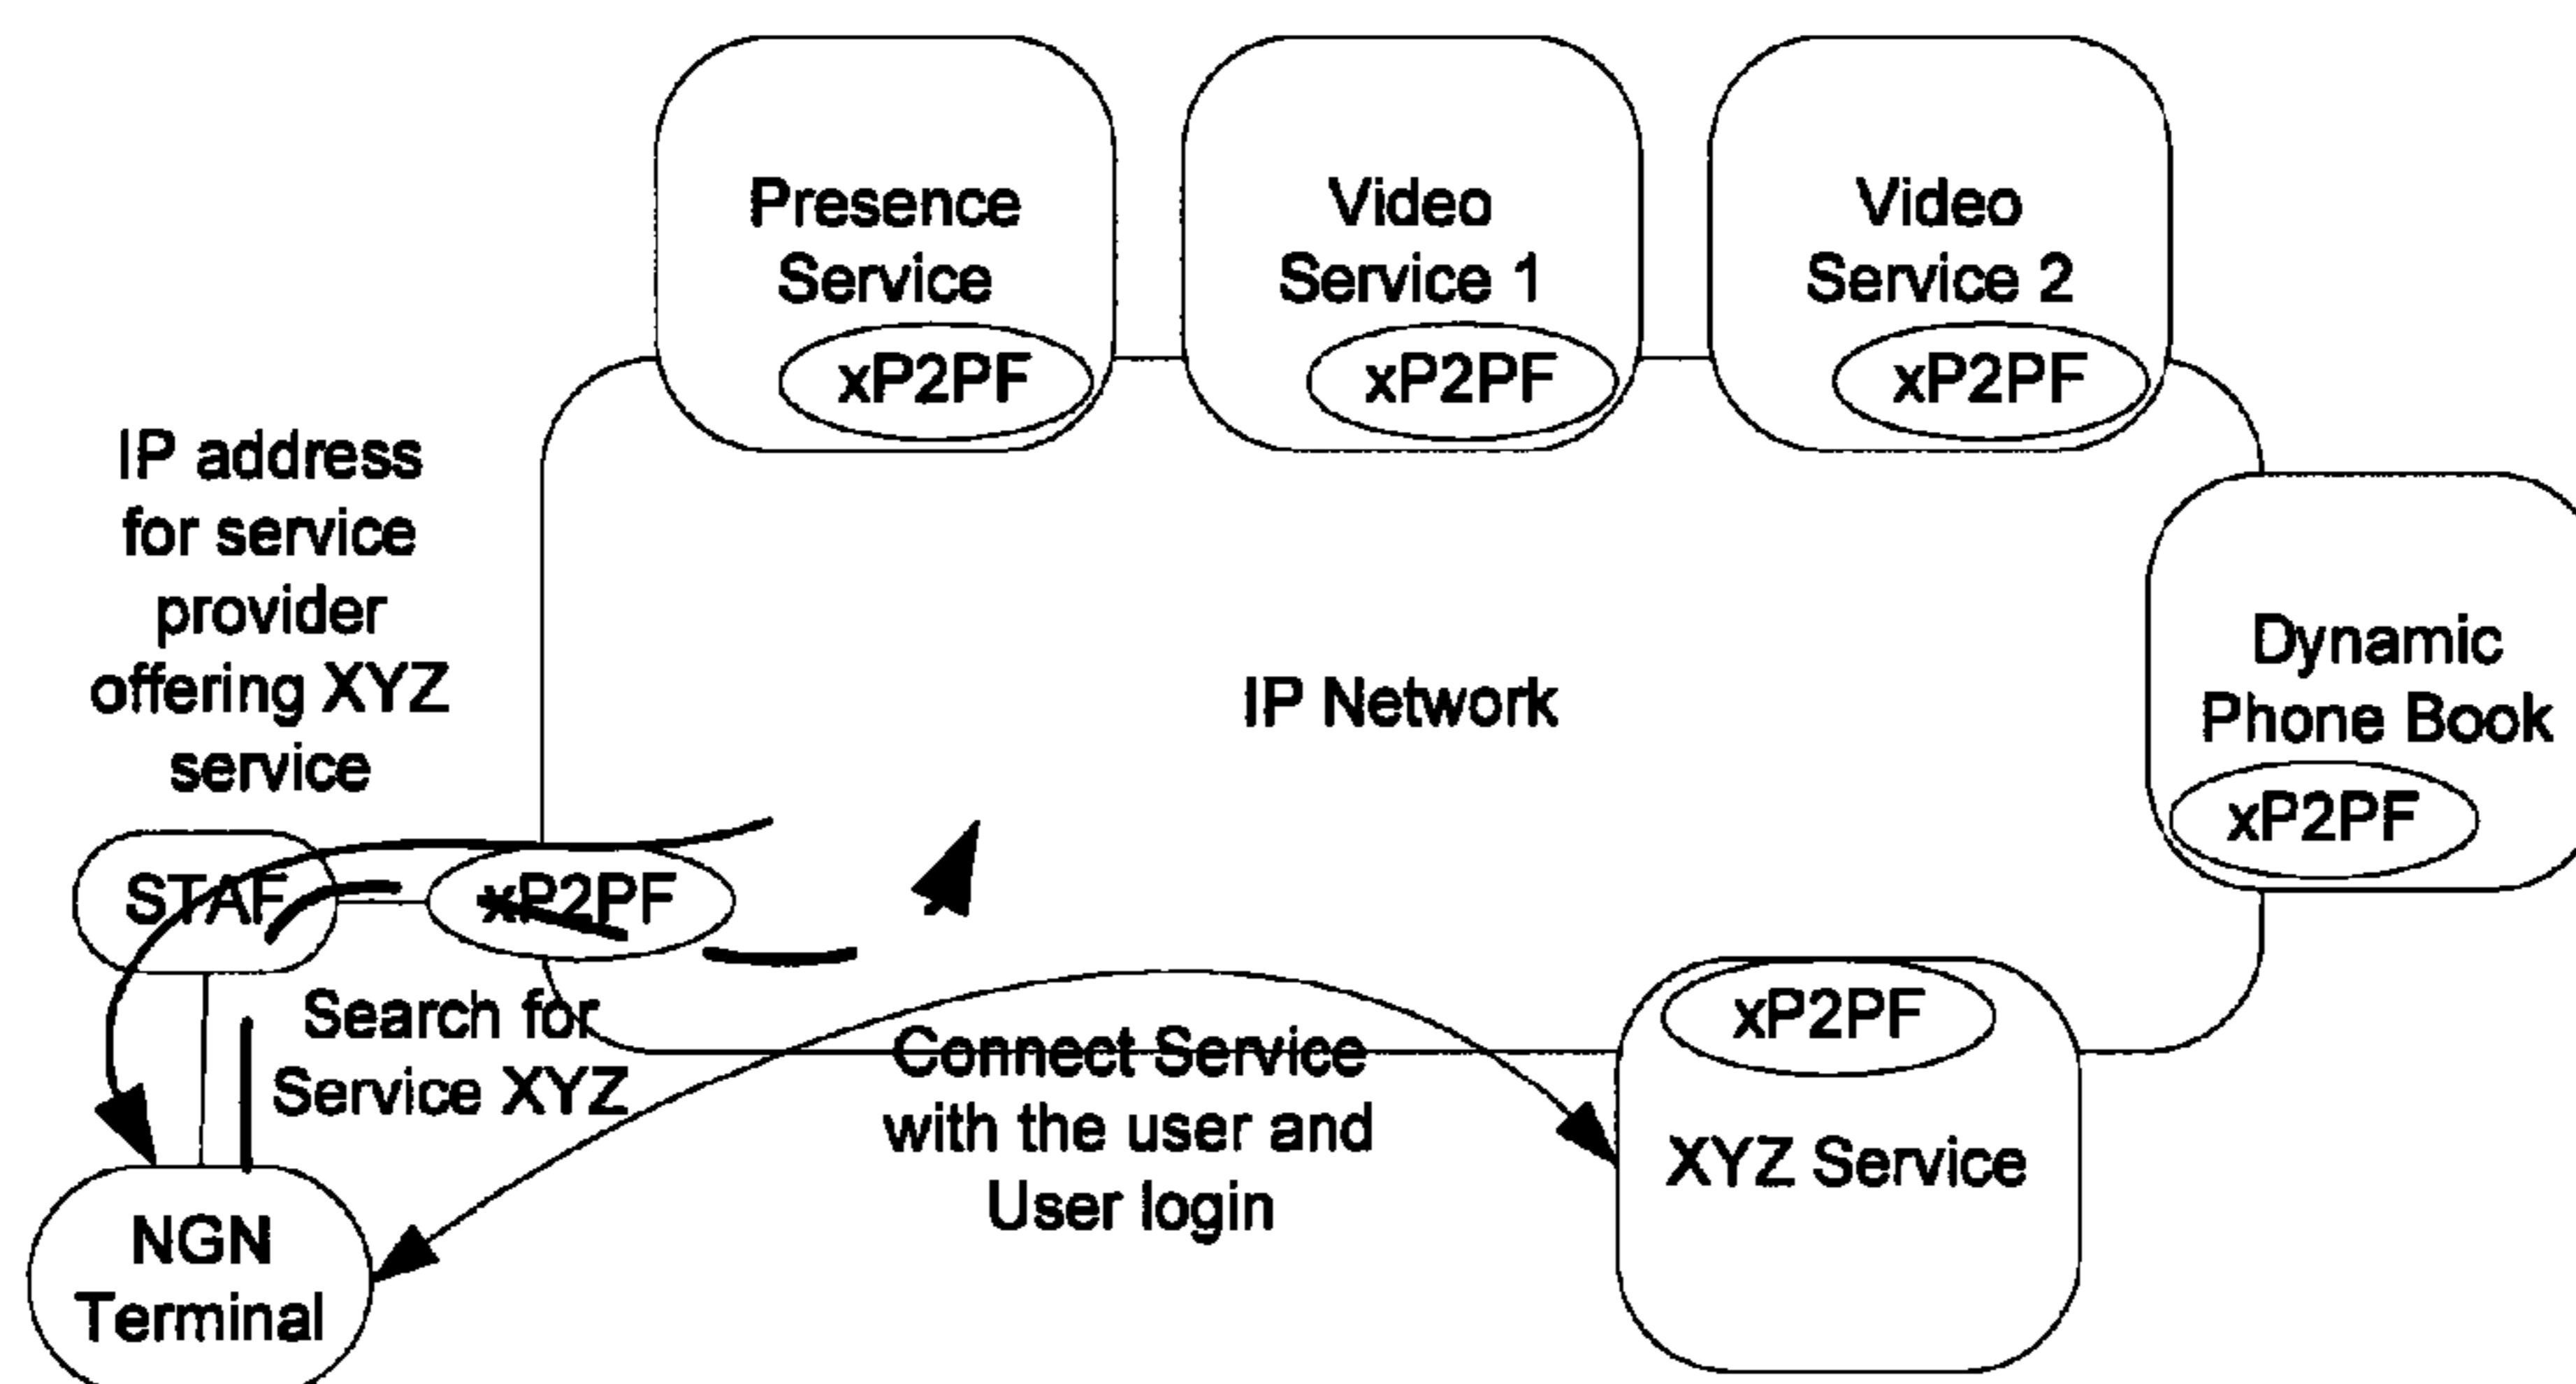 Presence
Service
xP2PF
Video
Service 1
xP2PF
Video
Service 2
xP2PF
IP address
for service
provider
offering XYZ
service
IP Network
Dynamic
Phone Book
xP2PF
STAF
xP2PF
Search for
Service XYZ
Connect Service
with the user and
User login
xP2PF
XYZ Service
NGN
Terminal